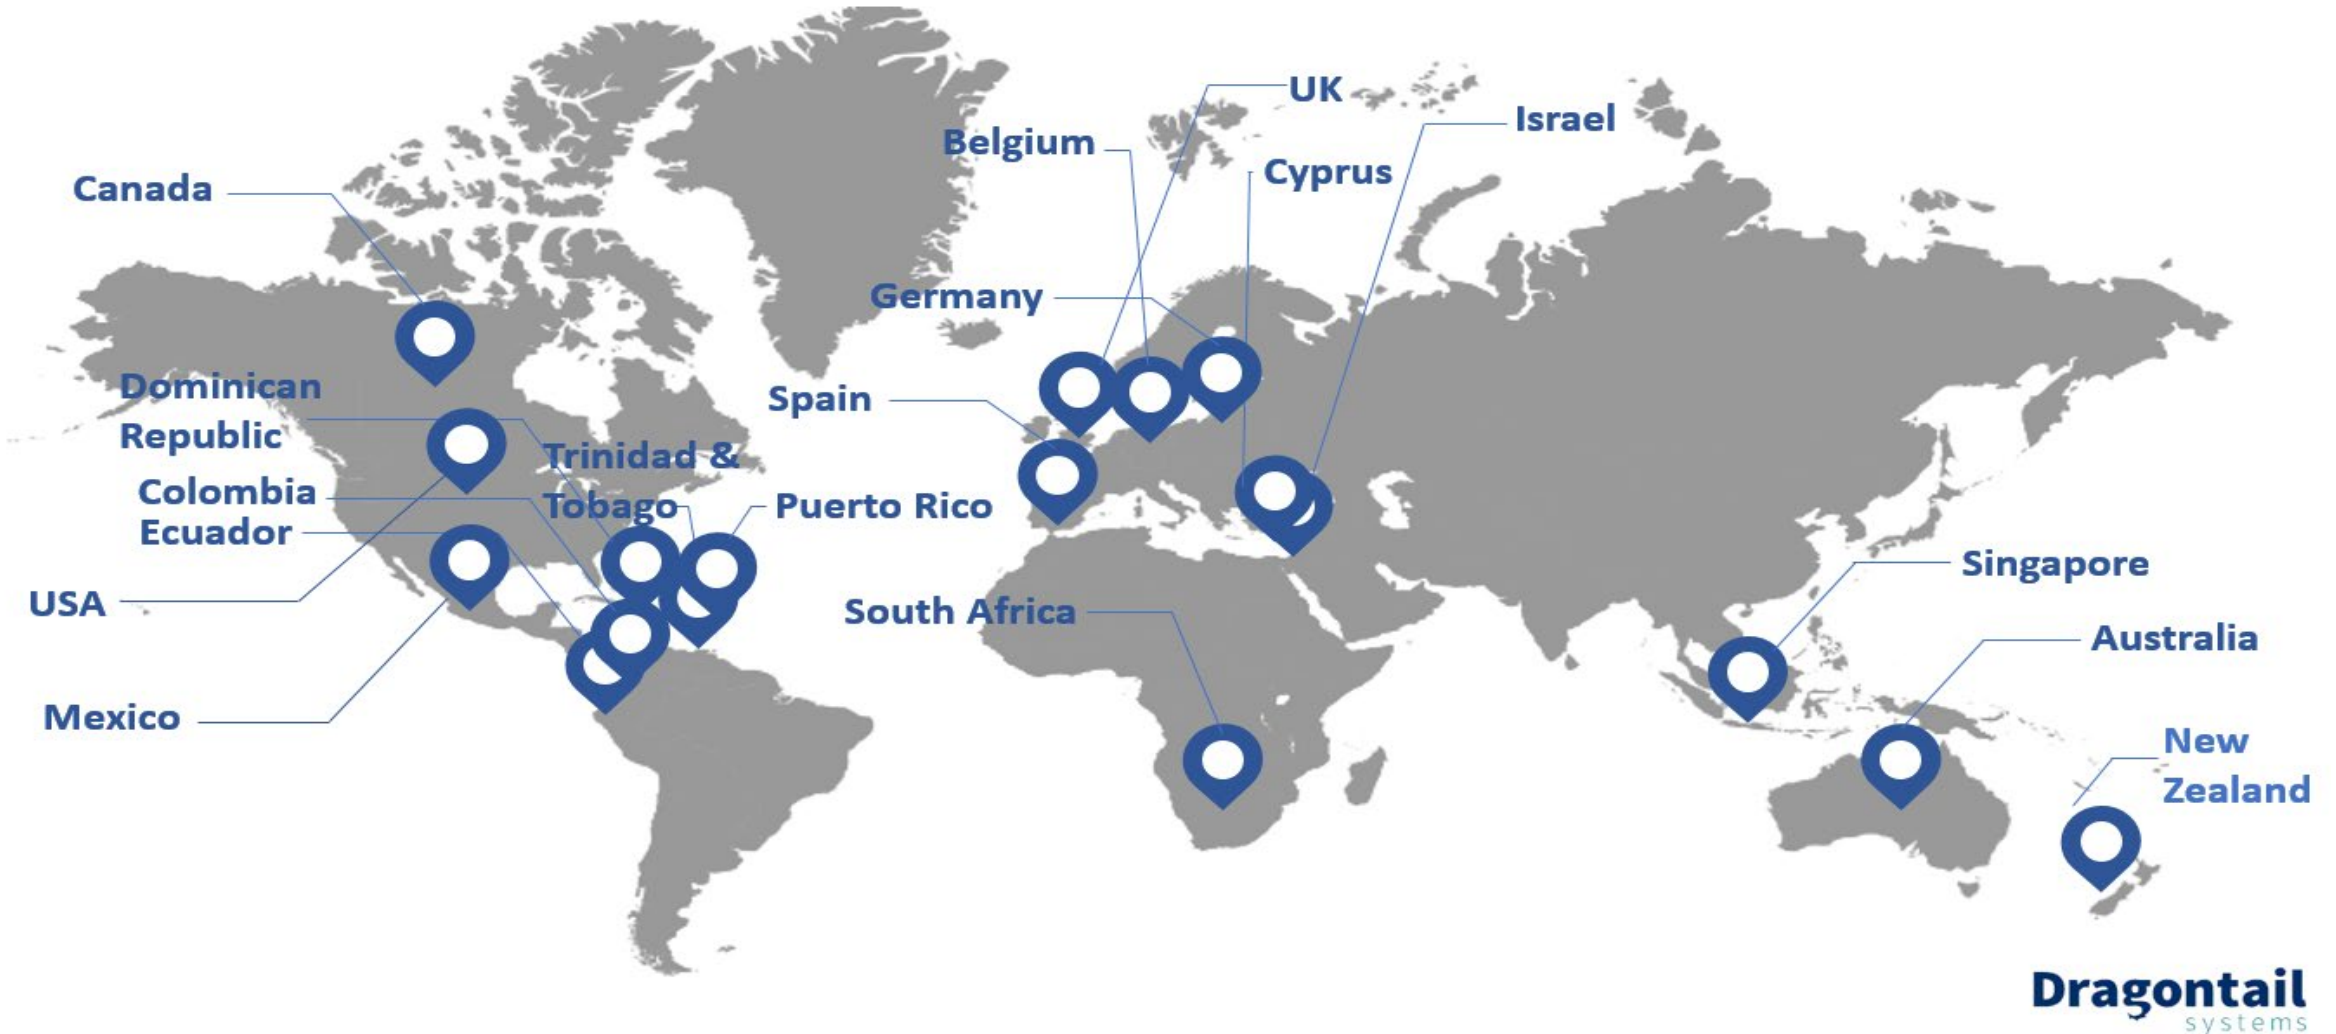 UK
Israel
Belgium
Cyprus
Canada
Germany
Dominican
Republic
Spain
Trinidad &
Tobago
Colombia
Ecuador
Puerto Rico
USA
Singapore
South Africa
Australia
Mexico
New
Zealand
Dragontail
systems